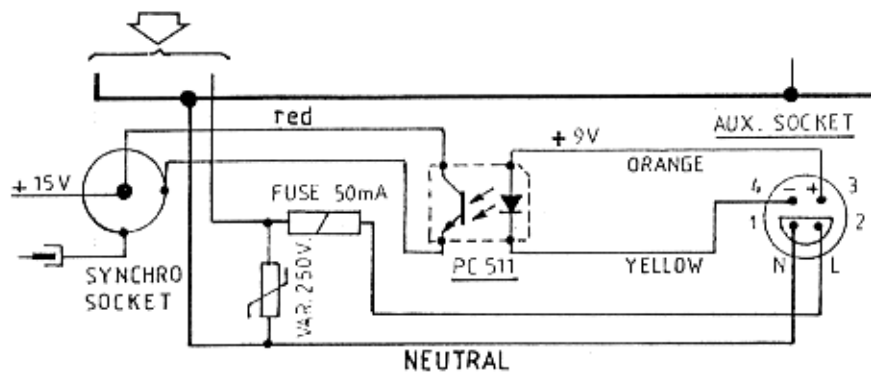 red
AUX. SOCKET
+ 9V
ORANGE
+ 15V
FUSE 50mA
4 - + 3
1 2
N L
SYNCHRO
SOCKET
VAR. 250V.
PC 511
YELLOW
NEUTRAL